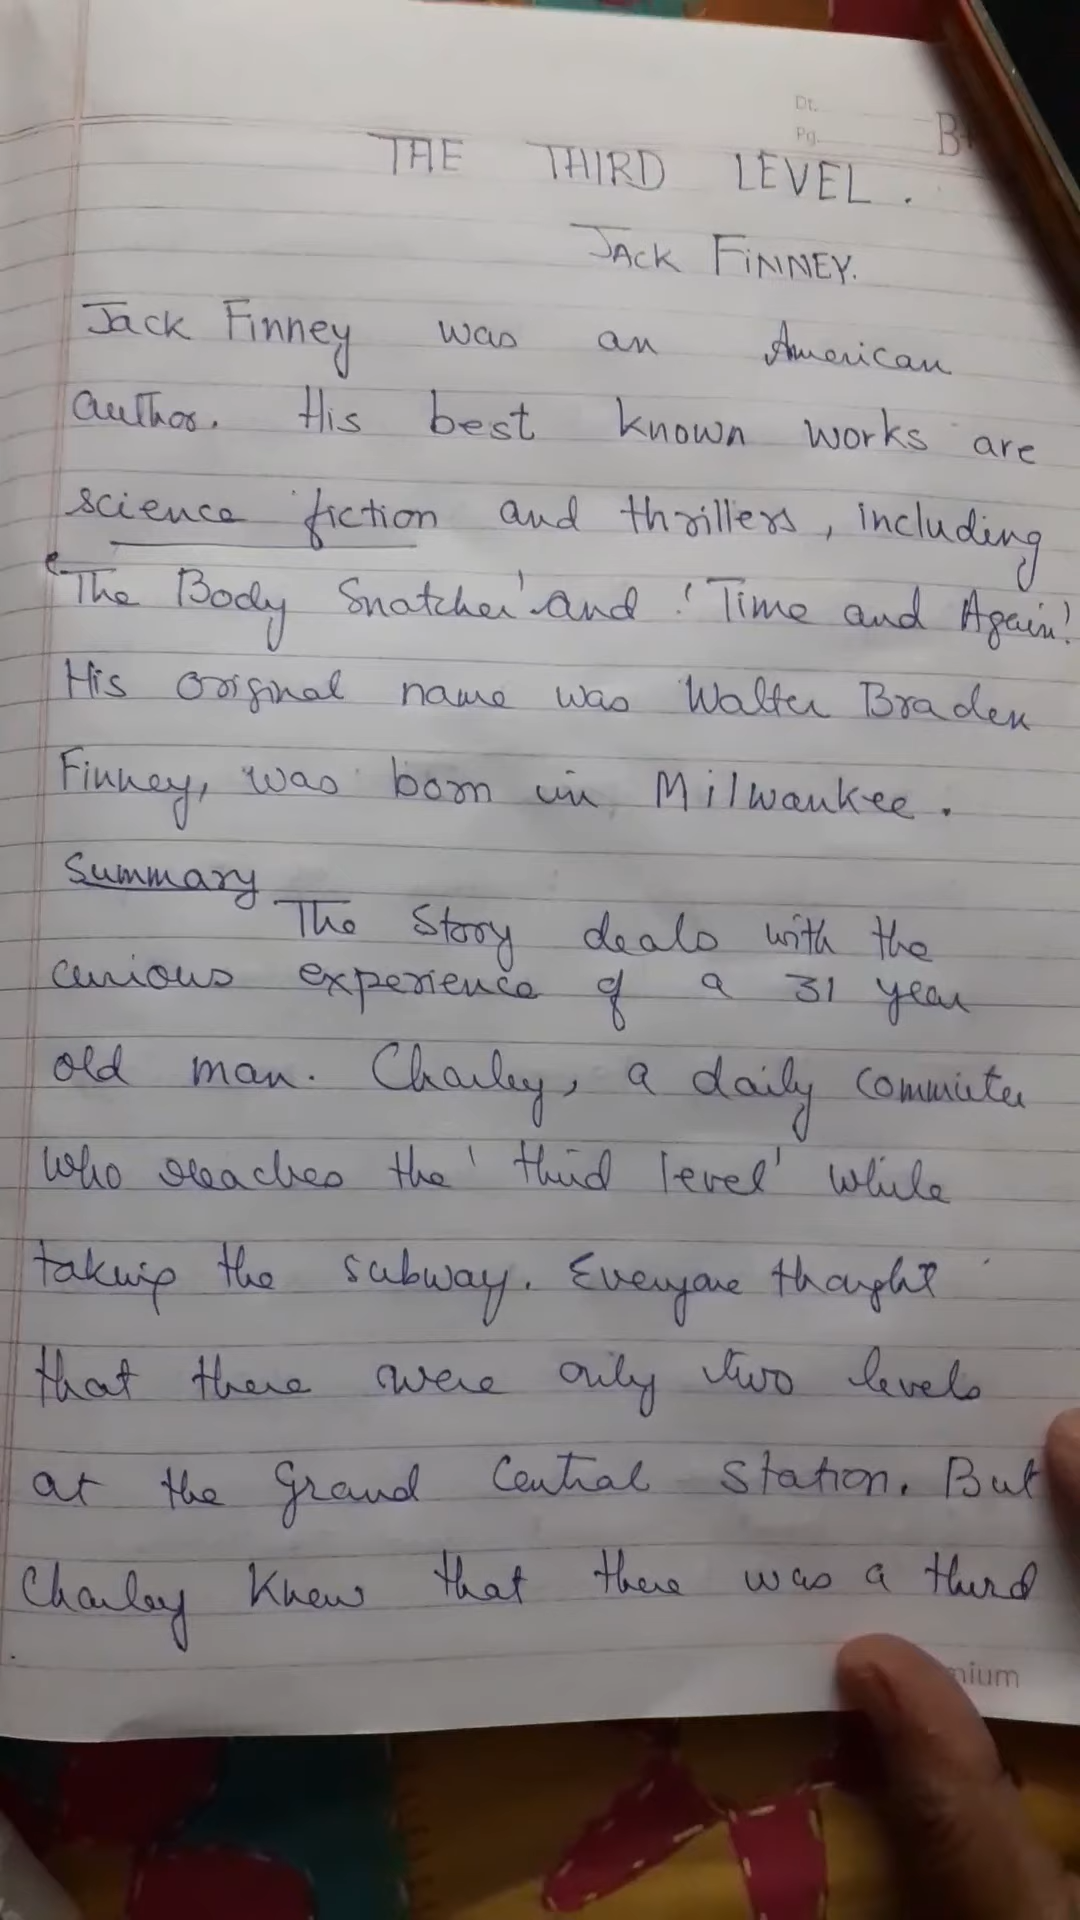 Dt.
Pg.
B
THE THIRD LEVEL.
JACK FINNEY.
Jack Finney was an American
author. His best known works are
science fiction and thrillers, including
'The Body Snatcher' and 'Time and Again'.
His original name was Walter Braden
Finney, was born in Milwaukee.
Summary
The Story deals with the
curious experience of a 31 year
old man. Charley, a daily commuter
who reaches the 'third level' while
taking the subway. Everyone thought
that there were only two levels
at the Grand Central Station. But
Charley Knew that there was a third
nium